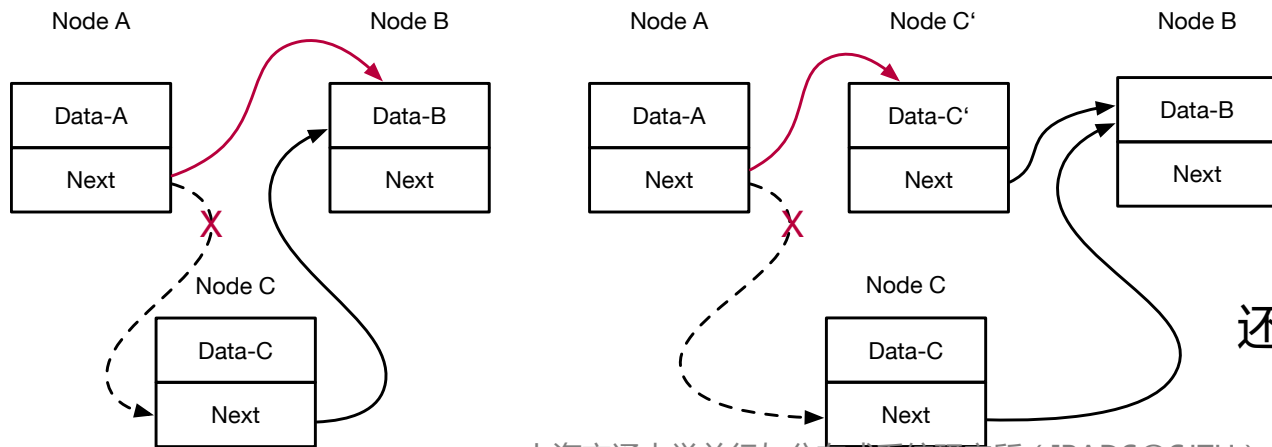 Node A
Node B
Data-A
Next
Data-B
Next
X
Node C
Data-C
Next
Node A
Node C‘
Node B
Data-A
Next
Data-C‘
Next
Data-B
Next
X
Node C
Data-C
Next
还